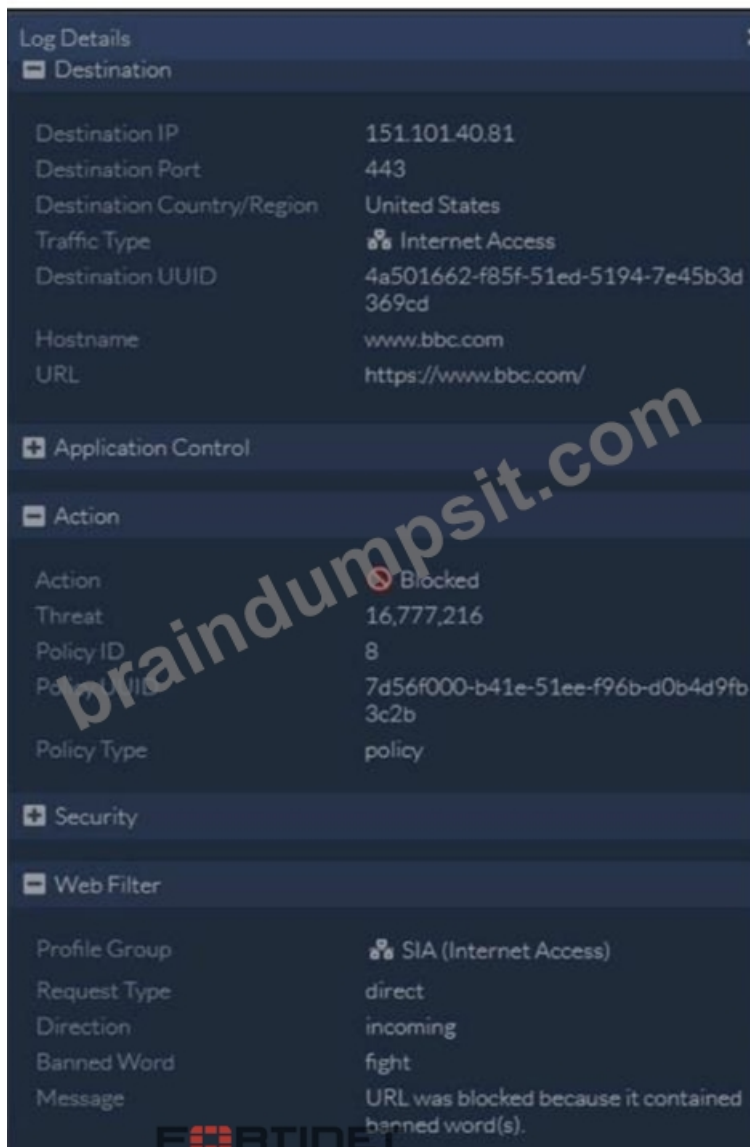 Log Details
Destination
Destination IP 151.101.40.81
Destination Port 443
Destination Country/Region United States
Traffic Type Internet Access
Destination UUID 4a501662-f85f-51ed-5194-7e45b3d
369cd
Hostname www.bbc.com
URL https://www.bbc.com/
Application Control
Action
Action Blocked
Threat 16,777,216
Policy ID 8
Policy UUID 7d56f000-b41e-51ee-f96b-d0b4d9fb
3c2b
Policy Type policy
Security
Web Filter
Profile Group SIA (Internet Access)
Request Type direct
Direction incoming
Banned Word fight
Message URL was blocked because it contained
banned word(s).
FORTINET
braindumpsit.com